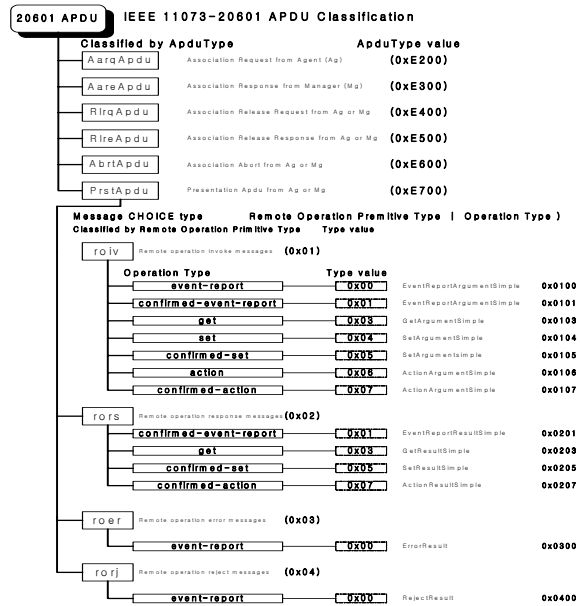 20601 APDU IEEE 11073-20601 APDU Classification
Classified by ApduType ApduType value
AarqApdu Association Request from Agent (Ag) (0xE200)
AareApdu Association Response from Manager (Mg) (0xE300)
RlrqApdu Association Release Request from Ag or Mg (0xE400)
RlreApdu Association Release Response from Ag or Mg (0xE500)
AbrtApdu Association Abort from Ag or Mg (0xE600)
PrstApdu Presentation Apdu from Ag or Mg (0xE700)
Message CHOICE type Remote Operation Premitive Type | Operation Type )
Classified by Remote Operation Primitive Type Type value
roiv Remote operation invoke messages (0x01)
Operation Type Type value
event-report 0x00 EventReportArgumentSimple 0x0100
confirmed-event-report 0x01 EventReportArgumentSimple 0x0101
get 0x03 GetArgumentSimple 0x0103
set 0x04 SetArgumentSimple 0x0104
confirmed-set 0x05 SetArgumentsimple 0x0105
action 0x06 ActionArgumentSimple 0x0106
confirmed-action 0x07 ActionArgumentSimple 0x0107
rors Remote operation response messages (0x02)
confirmed-event-report 0x01 EventReportResultSimple 0x0201
get 0x03 GetResultSimple 0x0203
confirmed-set 0x05 SetResultSimple 0x0205
confirmed-action 0x07 ActionResultSimple 0x0207
roer Remote operation error messages (0x03)
event-report 0x00 ErrorResult 0x0300
rorj Remote operation reject messages (0x04)
event-report 0x00 RejectResult 0x0400